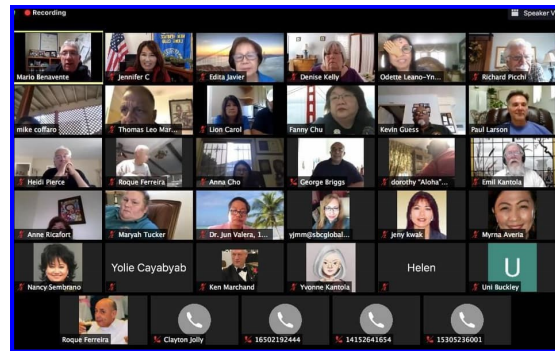 Recording
Speaker V
Mario Benavente
Jennifer C
Edita Javier
Denise Kelly
Odette Leano-Yn...
Richard Picchi
mike coffaro
Thomas Leo Mar...
Lion Carol
Fanny Chu
Kevin Guess
Paul Larson
Heidi Pierce
Roque Ferreira
Anna Cho
George Briggs
dorothy "Aloha"...
Emil Kantola
Anne Ricafort
Maryah Tucker
Dr. Jun Valera, 1...
yjmm@sbcglobal...
jeny kwak
Myrna Averia
Nancy Sembrano
Yolie Cayabyab
Ken Marchand
Yvonne Kantola
Helen
U
Uni Buckley
Roque Ferreira
Clayton Jolly
16502192444
14152641654
15305236001